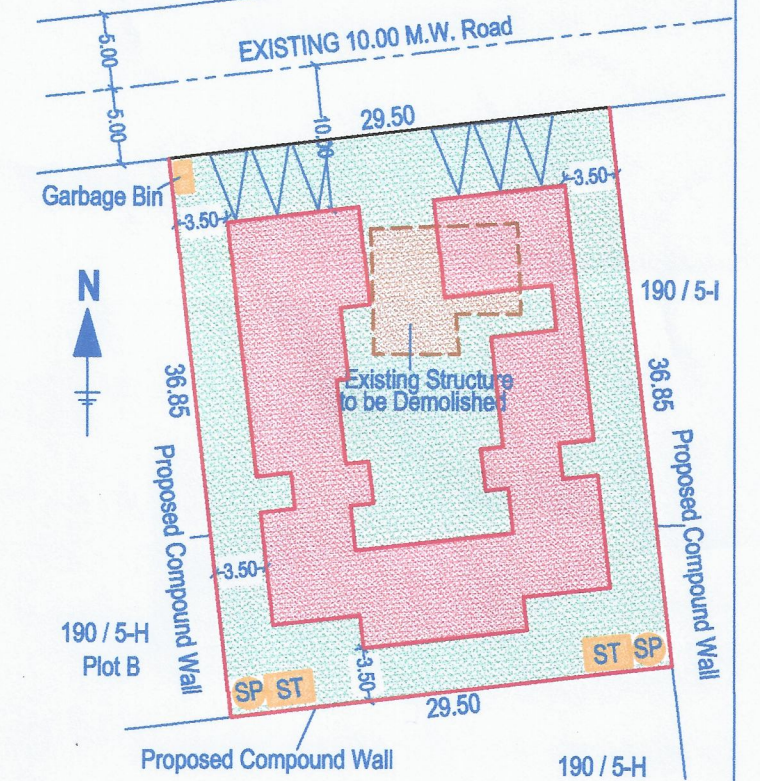 5.00
EXISTING 10.00 M.W. Road
5.00
10.00
29.50
Garbage Bin
3.50
3.50
N
190 / 5-I
36.85
36.85
Existing Structure
to be Demolished
Proposed Compound Wall
Proposed Compound Wall
3.50
190 / 5-H
Plot B
3.50
SP
ST
ST
SP
29.50
Proposed Compound Wall
190 / 5-H